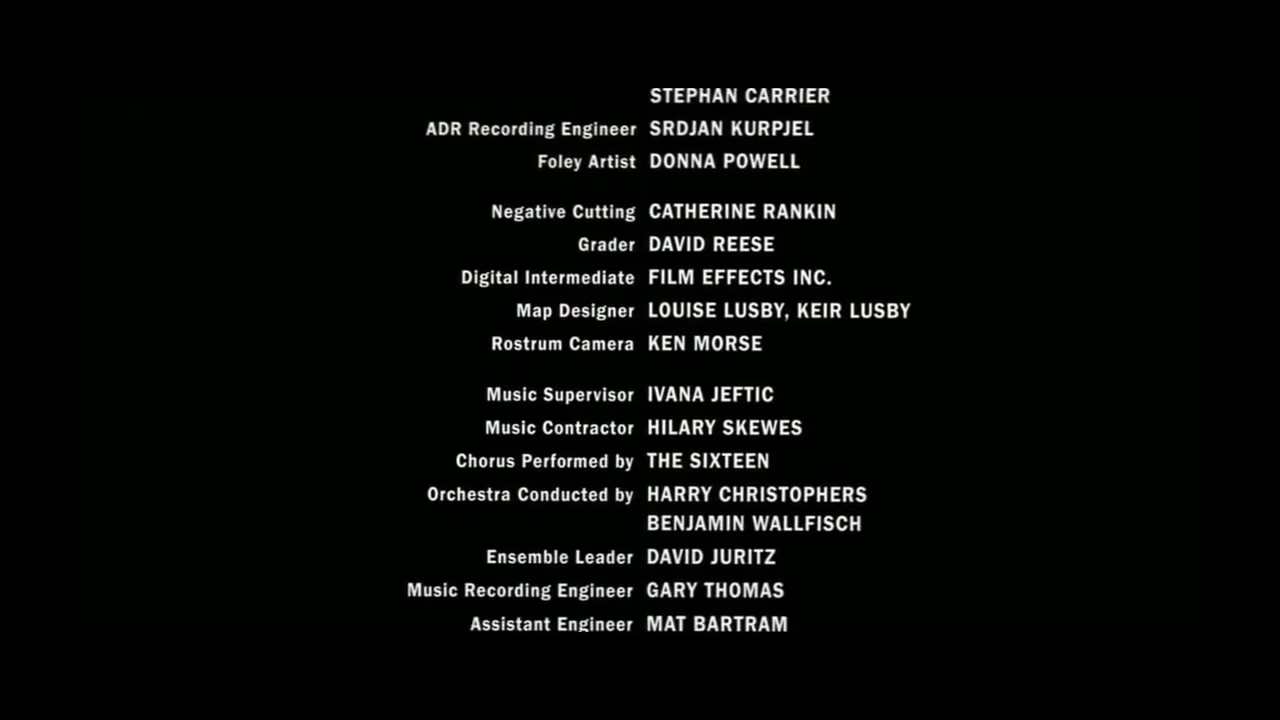 STEPHAN CARRIER
ADR Recording Engineer SRDJAN KURPJEL
Foley Artist DONNA POWELL
Negative Cutting CATHERINE RANKIN
Grader DAVID REESE
Digital Intermediate FILM EFFECTS INC.
Map Designer LOUISE LUSBY, KEIR LUSBY
Rostrum Camera KEN MORSE
Music Supervisor IVANA JEFTIC
Music Contractor HILARY SKEWES
Chorus Performed by THE SIXTEEN
Orchestra Conducted by HARRY CHRISTOPHERS
BENJAMIN WALLFISCH
Ensemble Leader DAVID JURITZ
Music Recording Engineer GARY THOMAS
Assistant Engineer MAT BARTRAM